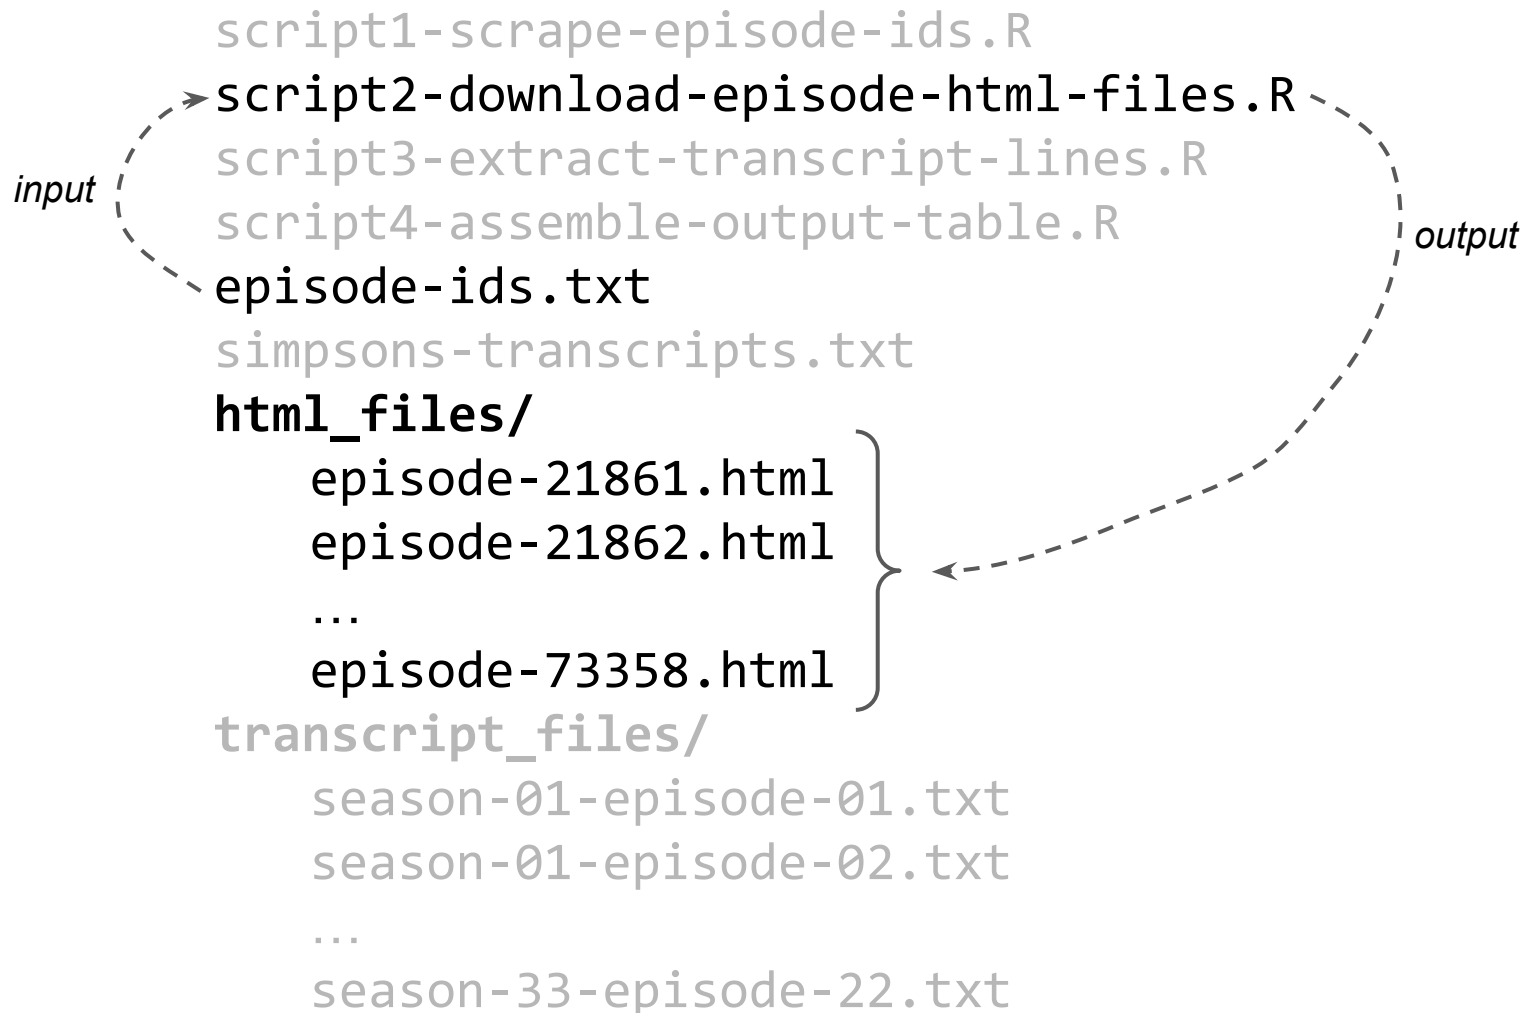 script1-scrape-episode-ids.R
script2-download-episode-html-files.R
script3-extract-transcript-lines.R
input
script4-assemble-output-table.R
output
episode-ids.txt
simpsons-transcripts.txt
html_files/
episode-21861.html
episode-21862.html
...
episode-73358.html
transcript_files/
season-01-episode-01.txt
season-01-episode-02.txt
...
season-33-episode-22.txt